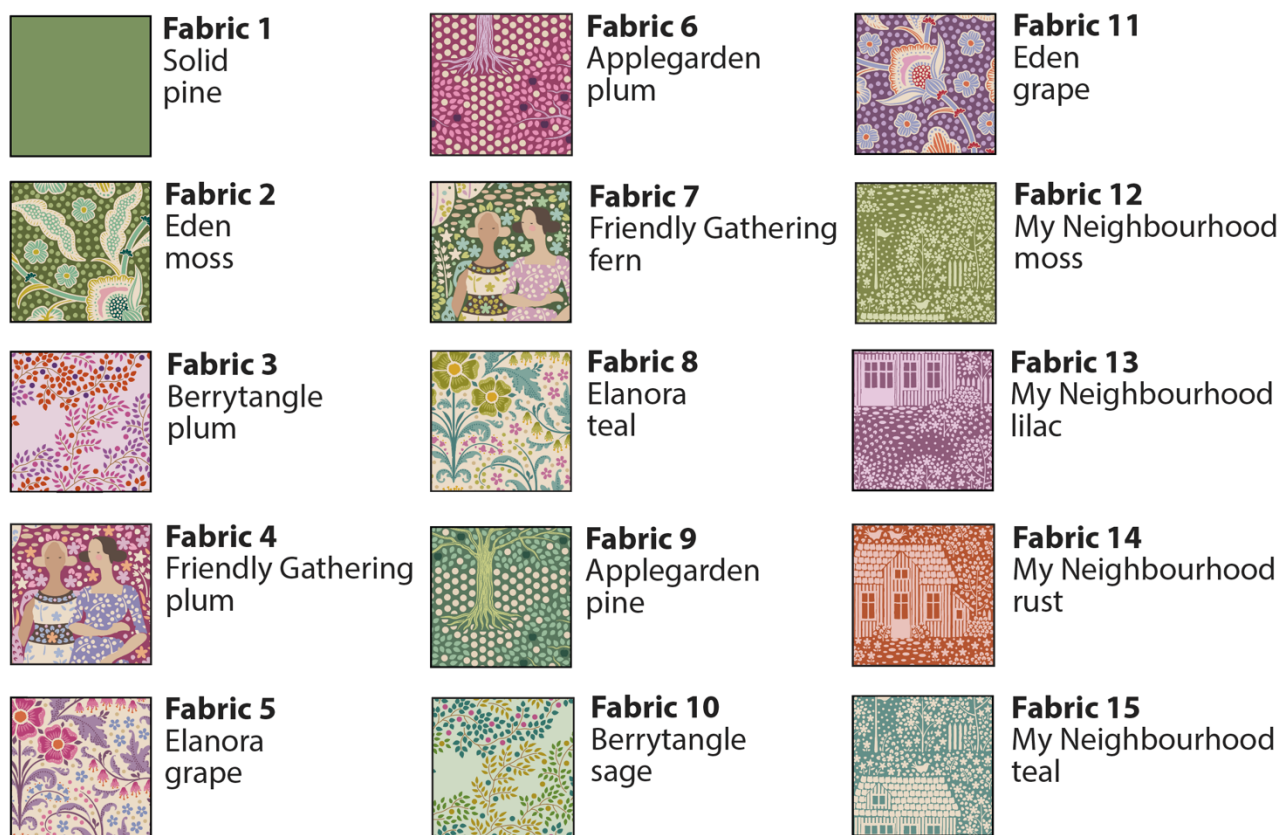 Fabric 1
Solid
pine
Fabric 2
Eden
moss
Fabric 3
Berrytangle
plum
Fabric 4
Friendly Gathering
plum
Fabric 5
Elanora
grape
Fabric 6
Applegarden
plum
Fabric 7
Friendly Gathering
fern
Fabric 8
Elanora
teal
Fabric 9
Applegarden
pine
Fabric 10
Berrytangle
sage
Fabric 11
Eden
grape
Fabric 12
My Neighbourhood
moss
Fabric 13
My Neighbourhood
lilac
Fabric 14
My Neighbourhood
rust
Fabric 15
My Neighbourhood
teal